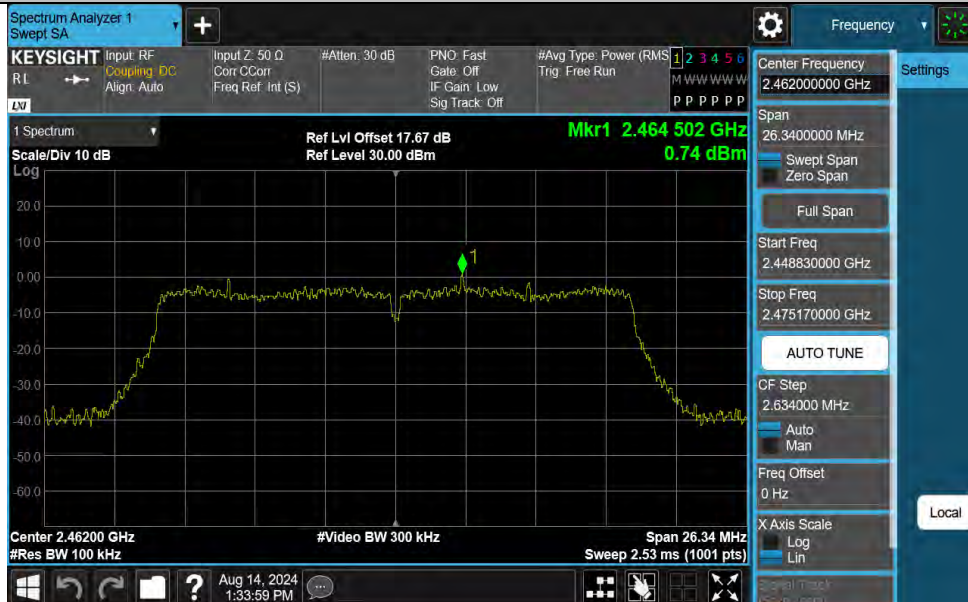 Spectrum Analyzer 1
Swept SA
+
Frequency
KEYSIGHT
RL
LXI
Input: RF
Coupling: DC
Align: Auto
Input Z: 50 Ω
Corr CCorr
Freq Ref: Int (S)
#Atten: 30 dB
PNO: Fast
Gate: Off
IF Gain: Low
Sig Track: Off
#Avg Type: Power (RMS
Trig: Free Run
1 2 3 4 5 6
M W W W W W
P P P P P P
Center Frequency
2.462000000 GHz
Settings
1 Spectrum
Scale/Div 10 dB
Log
Ref Lvl Offset 17.67 dB
Ref Level 30.00 dBm
Mkr1 2.464 502 GHz
0.74 dBm
Span
26.3400000 MHz
Swept Span
Zero Span
Full Span
Start Freq
2.448830000 GHz
Stop Freq
2.475170000 GHz
AUTO TUNE
CF Step
2.634000 MHz
Auto
Man
Freq Offset
0 Hz
X Axis Scale
Log
Lin
Local
20.0
10.0
1
0.00
-10.0
-20.0
-30.0
-40.0
-50.0
-60.0
Center 2.46200 GHz
#Res BW 100 kHz
#Video BW 300 kHz
Span 26.34 MHz
Sweep 2.53 ms (1001 pts)
?
Aug 14, 2024
1:33:59 PM
Signal Track